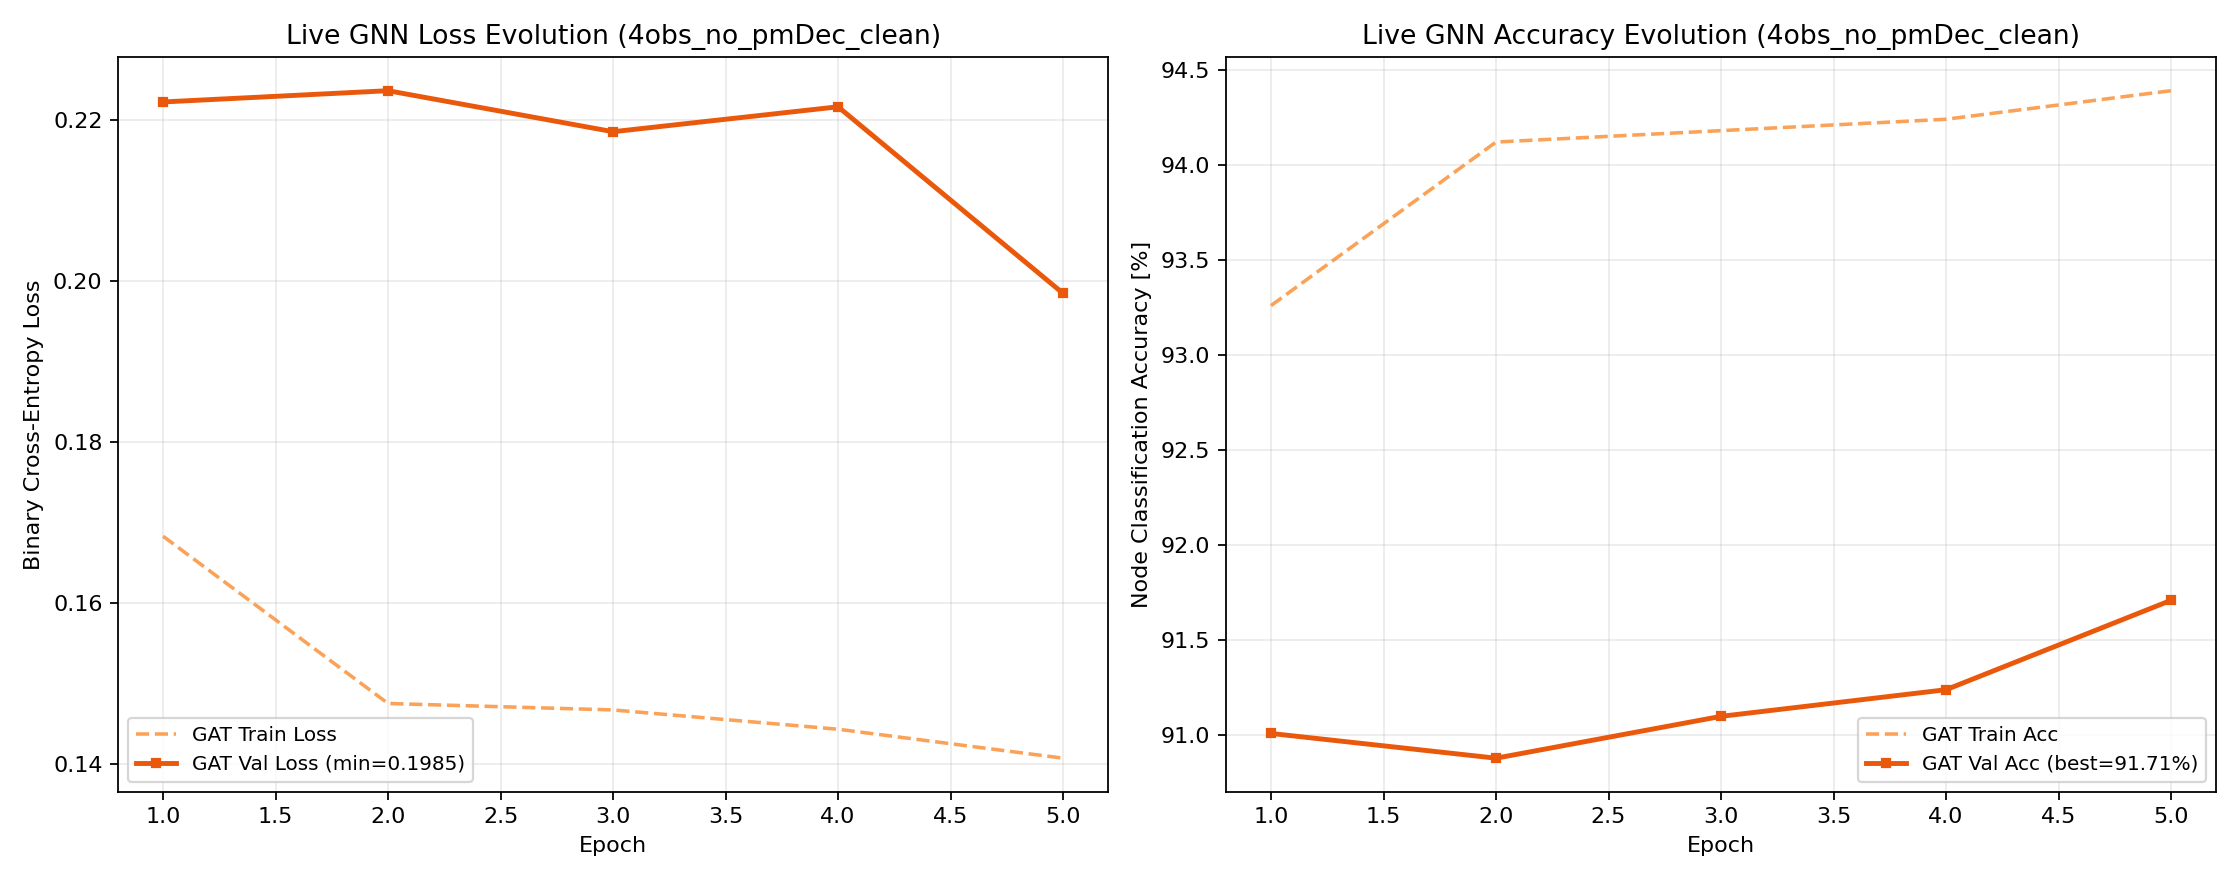 Live GNN Loss Evolution (4obs_no_pmDec_clean)
Binary Cross-Entropy Loss
0.22
0.20
0.18
0.16
0.14
GAT Train Loss
GAT Val Loss (min=0.1985)
1.0 1.5 2.0 2.5 3.0 3.5 4.0 4.5 5.0
Epoch
Live GNN Accuracy Evolution (4obs_no_pmDec_clean)
Node Classification Accuracy [%]
94.5
94.0
93.5
93.0
92.5
92.0
91.5
91.0
GAT Train Acc
GAT Val Acc (best=91.71%)
1.0 1.5 2.0 2.5 3.0 3.5 4.0 4.5 5.0
Epoch